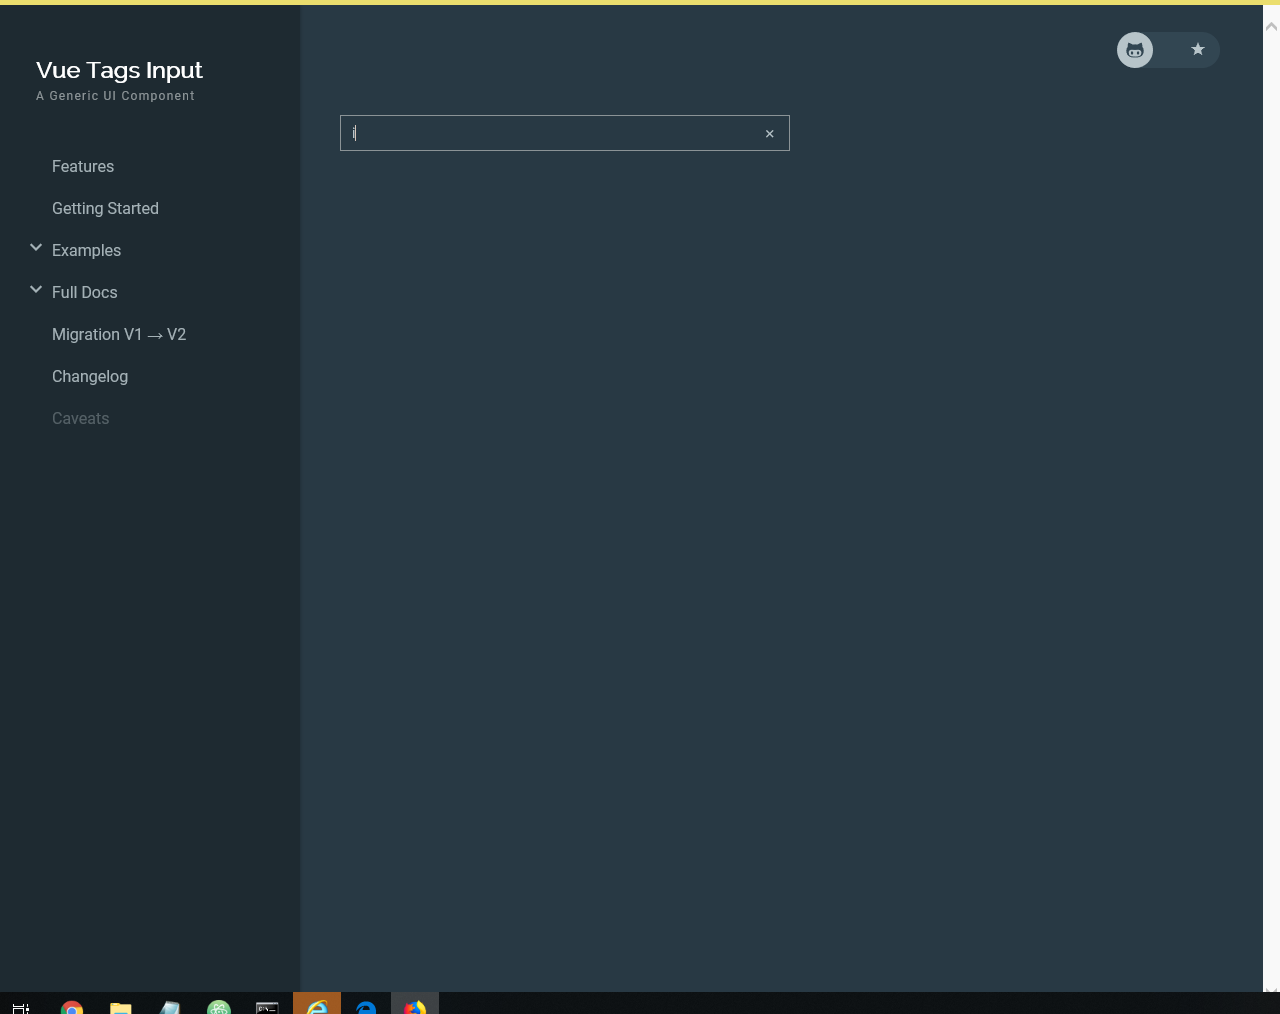 Vue Tags Input
A Generic UI Component
i
Features
Getting Started
Examples
Full Docs
Migration V1 → V2
Changelog
Caveats